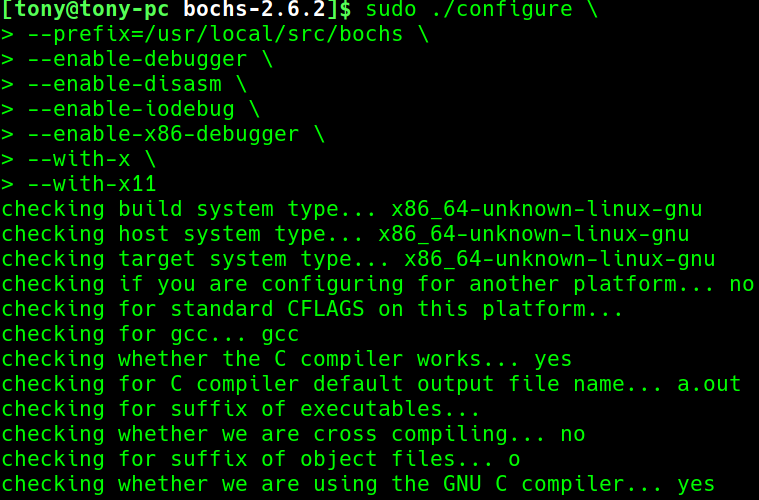 [tony@tony-pc bochs-2.6.2]$ sudo ./configure \
> --prefix=/usr/local/src/bochs \
> --enable-debugger \
> --enable-disasm \
> --enable-iodebug \
> --enable-x86-debugger \
> --with-x \
> --with-x11
checking build system type... x86_64-unknown-linux-gnu
checking host system type... x86_64-unknown-linux-gnu
checking target system type... x86_64-unknown-linux-gnu
checking if you are configuring for another platform... no
checking for standard CFLAGS on this platform...
checking for gcc... gcc
checking whether the C compiler works... yes
checking for C compiler default output file name... a.out
checking for suffix of executables...
checking whether we are cross compiling... no
checking for suffix of object files... o
checking whether we are using the GNU C compiler... yes